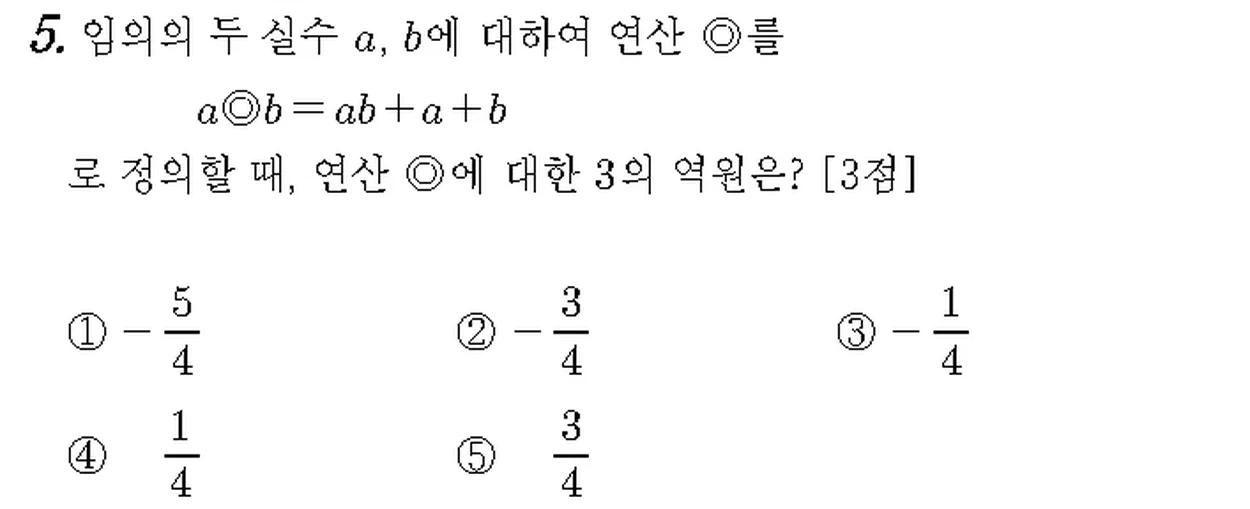 5. 임의의 두 실수 a, b에 대하여 연산 ◎를
a◎b=ab+a+b
로 정의할 때, 연산 ◎에 대한 3의 역원은? [3점]
① -5/4 ② -3/4 ③ -1/4
④ 1/4 ⑤ 3/4